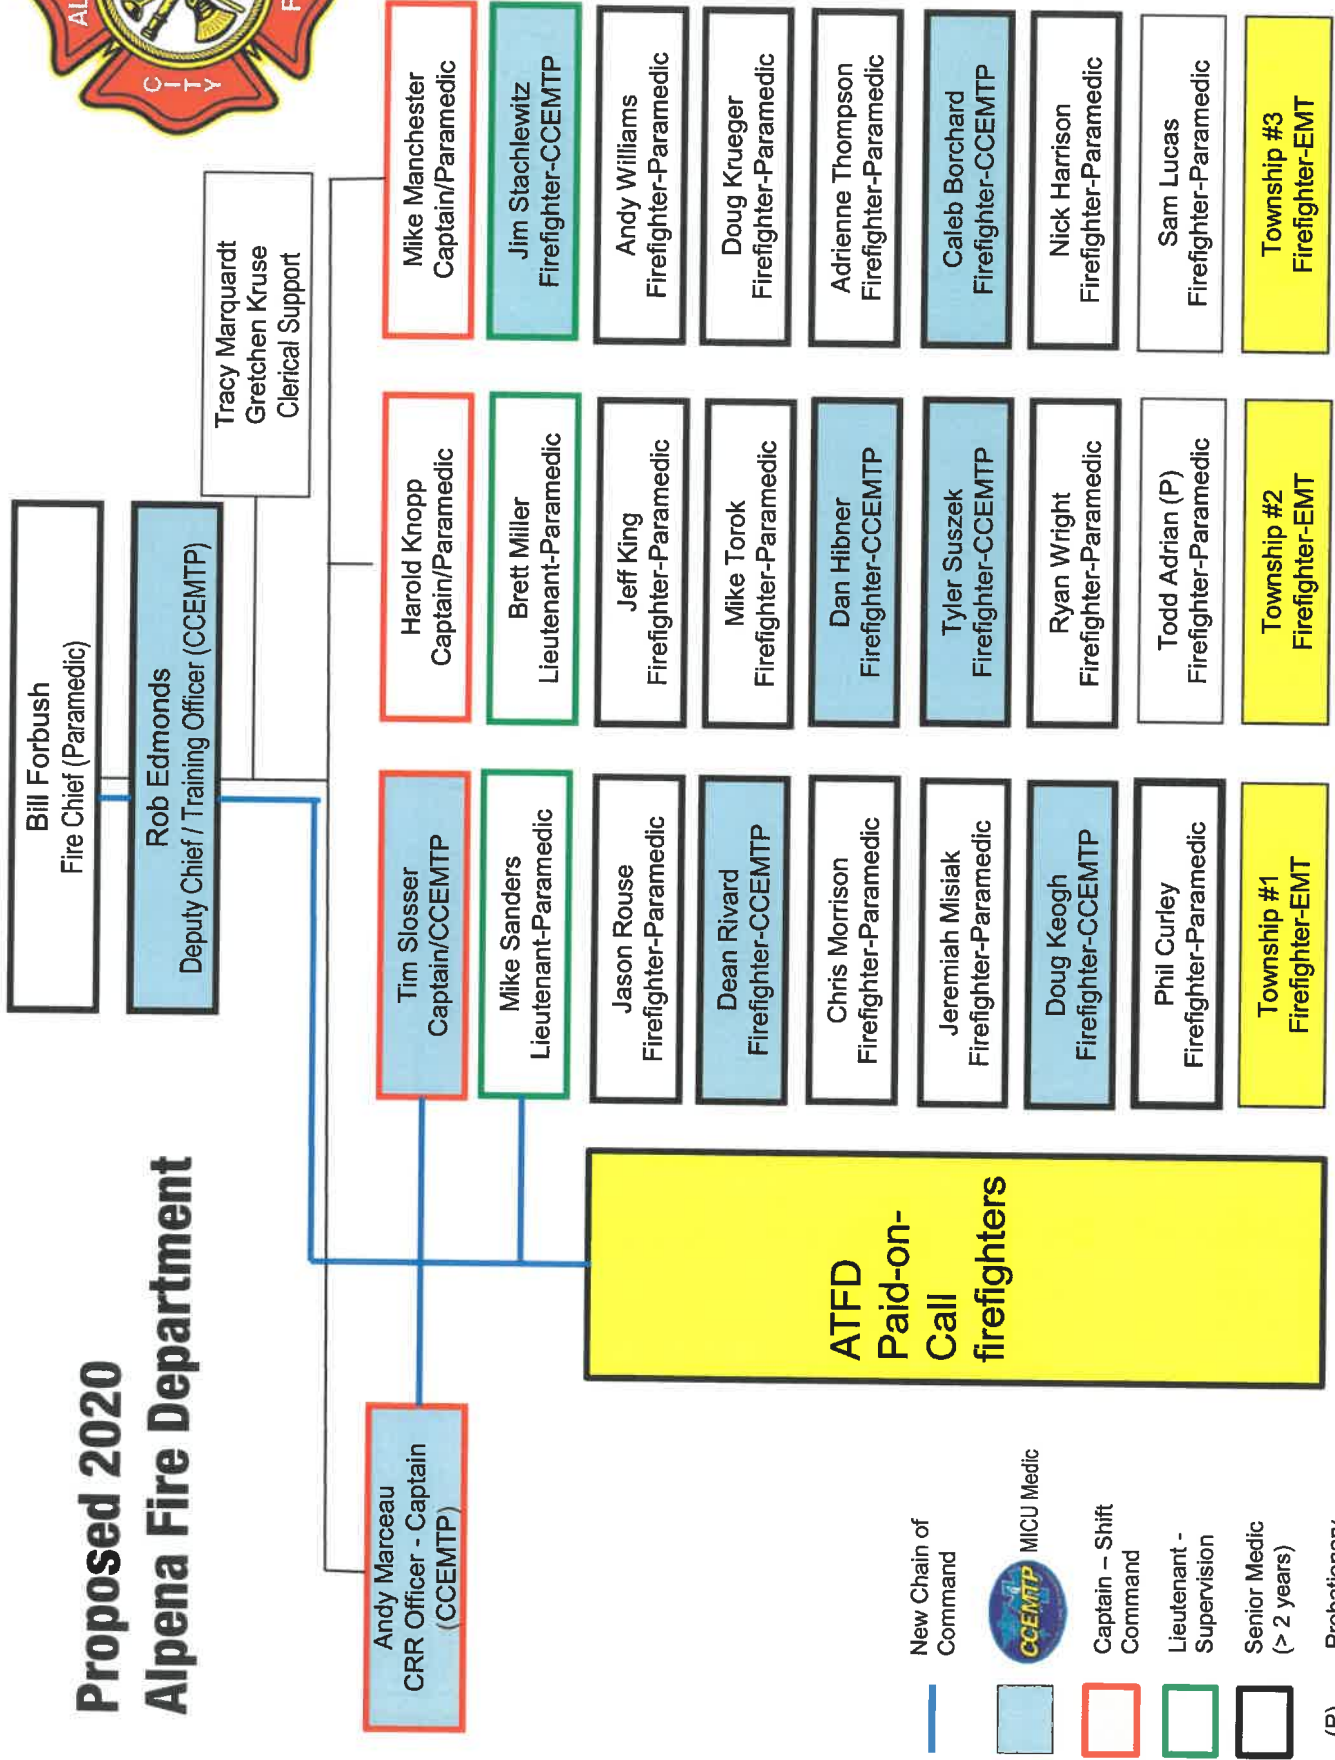 Proposed 2020
Alpena Fire Department
AL
CITY
F
Bill Forbush
Fire Chief (Paramedic)
Rob Edmonds
Deputy Chief / Training Officer (CCEMTP)
Tracy Marquardt
Gretchen Kruse
Clerical Support
Andy Marceau
CRR Officer - Captain
(CCEMTP)
Tim Slosser
Captain/CCEMTP
Harold Knopp
Captain/Paramedic
Mike Manchester
Captain/Paramedic
Mike Sanders
Lieutenant-Paramedic
Brett Miller
Lieutenant-Paramedic
Jim Stachlewitz
Firefighter-CCEMTP
Jason Rouse
Firefighter-Paramedic
Jeff King
Firefighter-Paramedic
Andy Williams
Firefighter-Paramedic
Dean Rivard
Firefighter-CCEMTP
Mike Torok
Firefighter-Paramedic
Doug Krueger
Firefighter-Paramedic
Chris Morrison
Firefighter-Paramedic
Dan Hibner
Firefighter-CCEMTP
Adrienne Thompson
Firefighter-Paramedic
Jeremiah Misiak
Firefighter-Paramedic
Tyler Suszek
Firefighter-CCEMTP
Caleb Borchard
Firefighter-CCEMTP
Doug Keogh
Firefighter-CCEMTP
Ryan Wright
Firefighter-Paramedic
Nick Harrison
Firefighter-Paramedic
Phil Curley
Firefighter-Paramedic
Todd Adrian (P)
Firefighter-Paramedic
Sam Lucas
Firefighter-Paramedic
Township #1
Firefighter-EMT
Township #2
Firefighter-EMT
Township #3
Firefighter-EMT
ATFD
Paid-on-
Call
firefighters
New Chain of
Command
CCEMTP
MICU Medic
Captain – Shift
Command
Lieutenant -
Supervision
Senior Medic
(> 2 years)
(P) Probationary